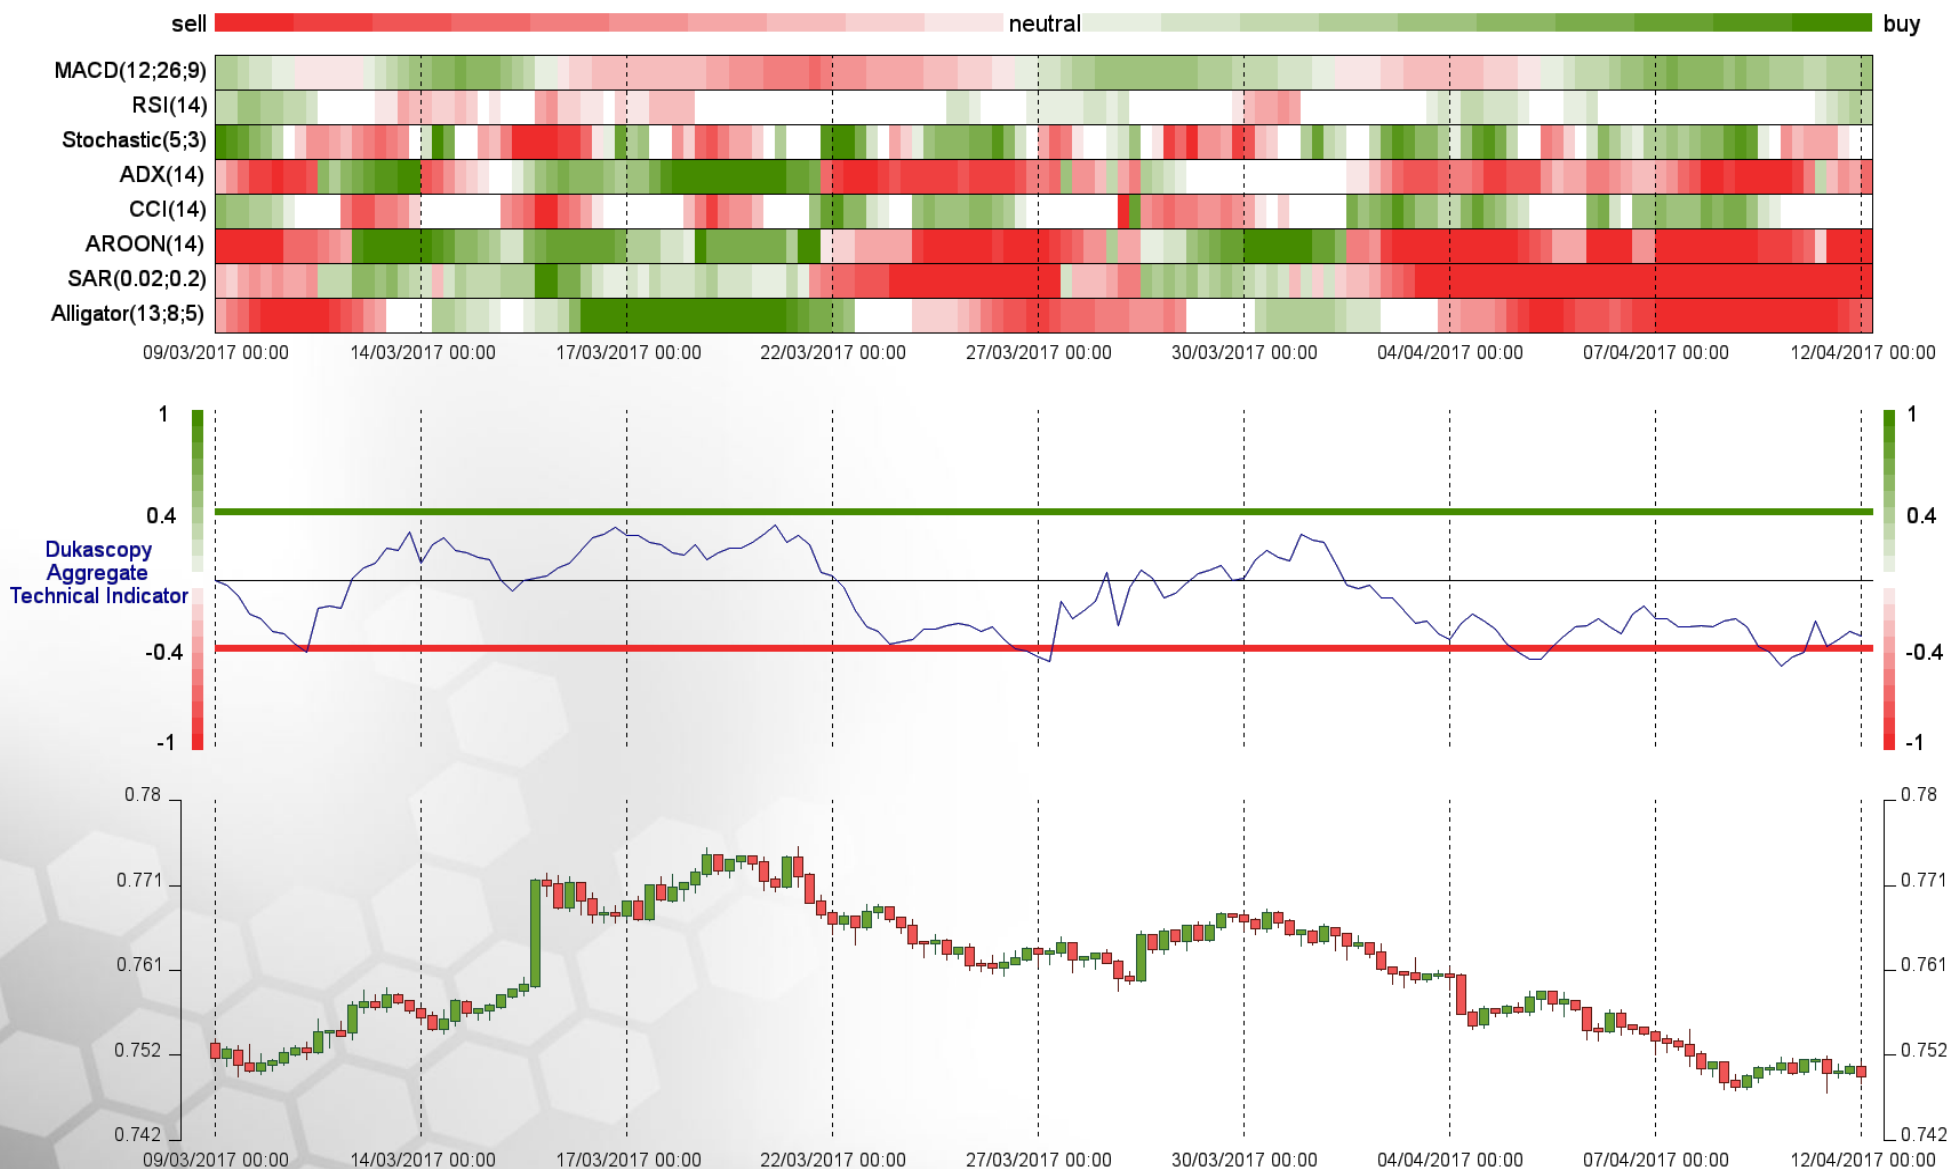 sell neutral buy
MACD(12;26;9)
RSI(14)
Stochastic(5;3)
ADX(14)
CCI(14)
AROON(14)
SAR(0.02;0.2)
Alligator(13;8;5)
09/03/2017 00:00 14/03/2017 00:00 17/03/2017 00:00 22/03/2017 00:00 27/03/2017 00:00 30/03/2017 00:00 04/04/2017 00:00 07/04/2017 00:00 12/04/2017 00:00
1 1
0.4 0.4
Dukascopy
Aggregate
Technical Indicator
-0.4 -0.4
-1 -1
0.78 0.78
0.771 0.771
0.761 0.761
0.752 0.752
0.742 0.742
09/03/2017 00:00 14/03/2017 00:00 17/03/2017 00:00 22/03/2017 00:00 27/03/2017 00:00 30/03/2017 00:00 04/04/2017 00:00 07/04/2017 00:00 12/04/2017 00:00